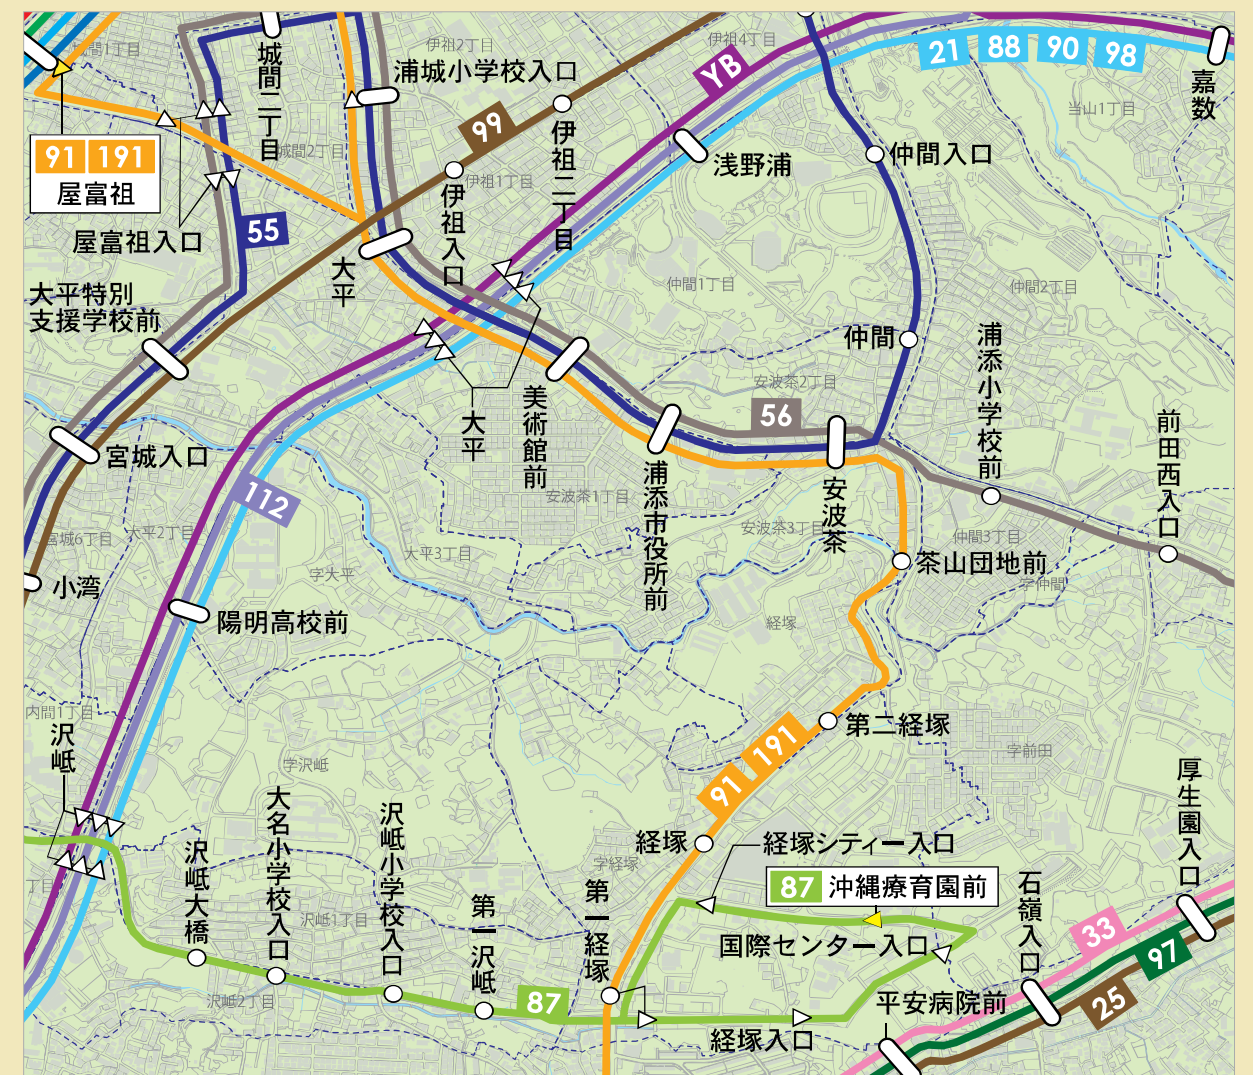 城間1丁目
城間二丁目
伊祖2丁目
浦城小学校入口
伊祖4丁目
YB
21 88 90 98
嘉数
当山1丁目
99
伊祖二丁目
91 191
屋富祖
城間2丁目
伊祖1丁目
浅野浦
仲間入口
屋富祖入口
55
伊祖入口
大平
大平特別
支援学校前
仲間1丁目
仲間2丁目
仲間
浦添小学校前
安波茶2丁目
56
大平
美術館前
前田西入口
宮城入口
浦添市役所前
安波茶
112
安波茶1丁目
安波茶3丁目
仲間3丁目
宮城6丁目
大平2丁目
大平3丁目
字大平
茶山団地前
字仲間
小湾
陽明高校前
経塚
内間1丁目
沢岻
字沢岻
第二経塚
字前田
91 191
大名小学校入口
沢岻小学校入口
沢岻大橋
厚生園入口
経塚
経塚シティー入口
字経塚
87 沖縄療育園前
石嶺入口
丁目
第一沢岻
第一経塚
沢岻1丁目
国際センター入口
33
97
沢岻2丁目
87
平安病院前
25
経塚入口